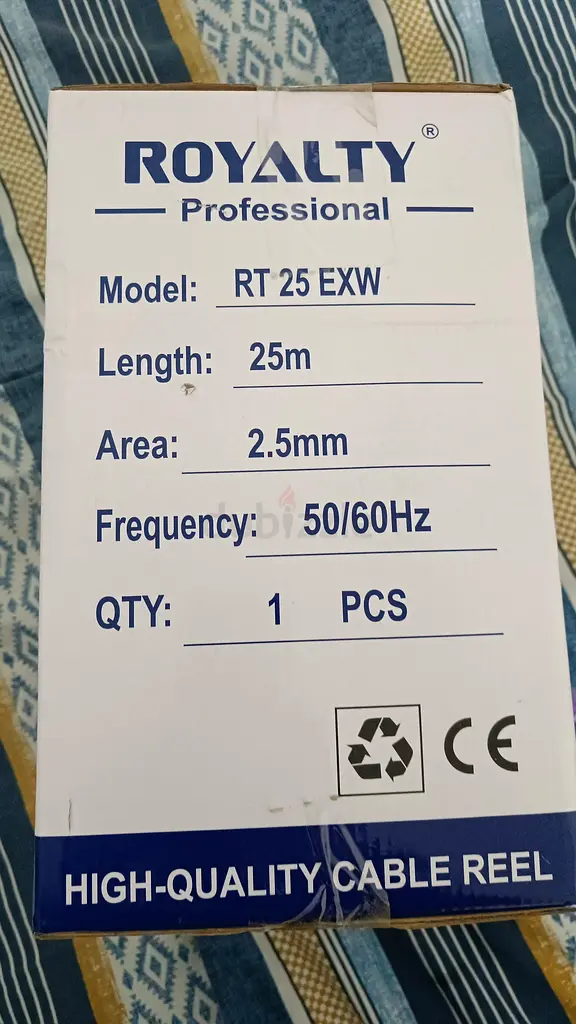 ROYALTY ®
Professional
Model: RT 25 EXW
Length: 25m
Area: 2.5mm
Frequency: 50/60Hz
QTY: 1 PCS
CE
HIGH-QUALITY CABLE REEL